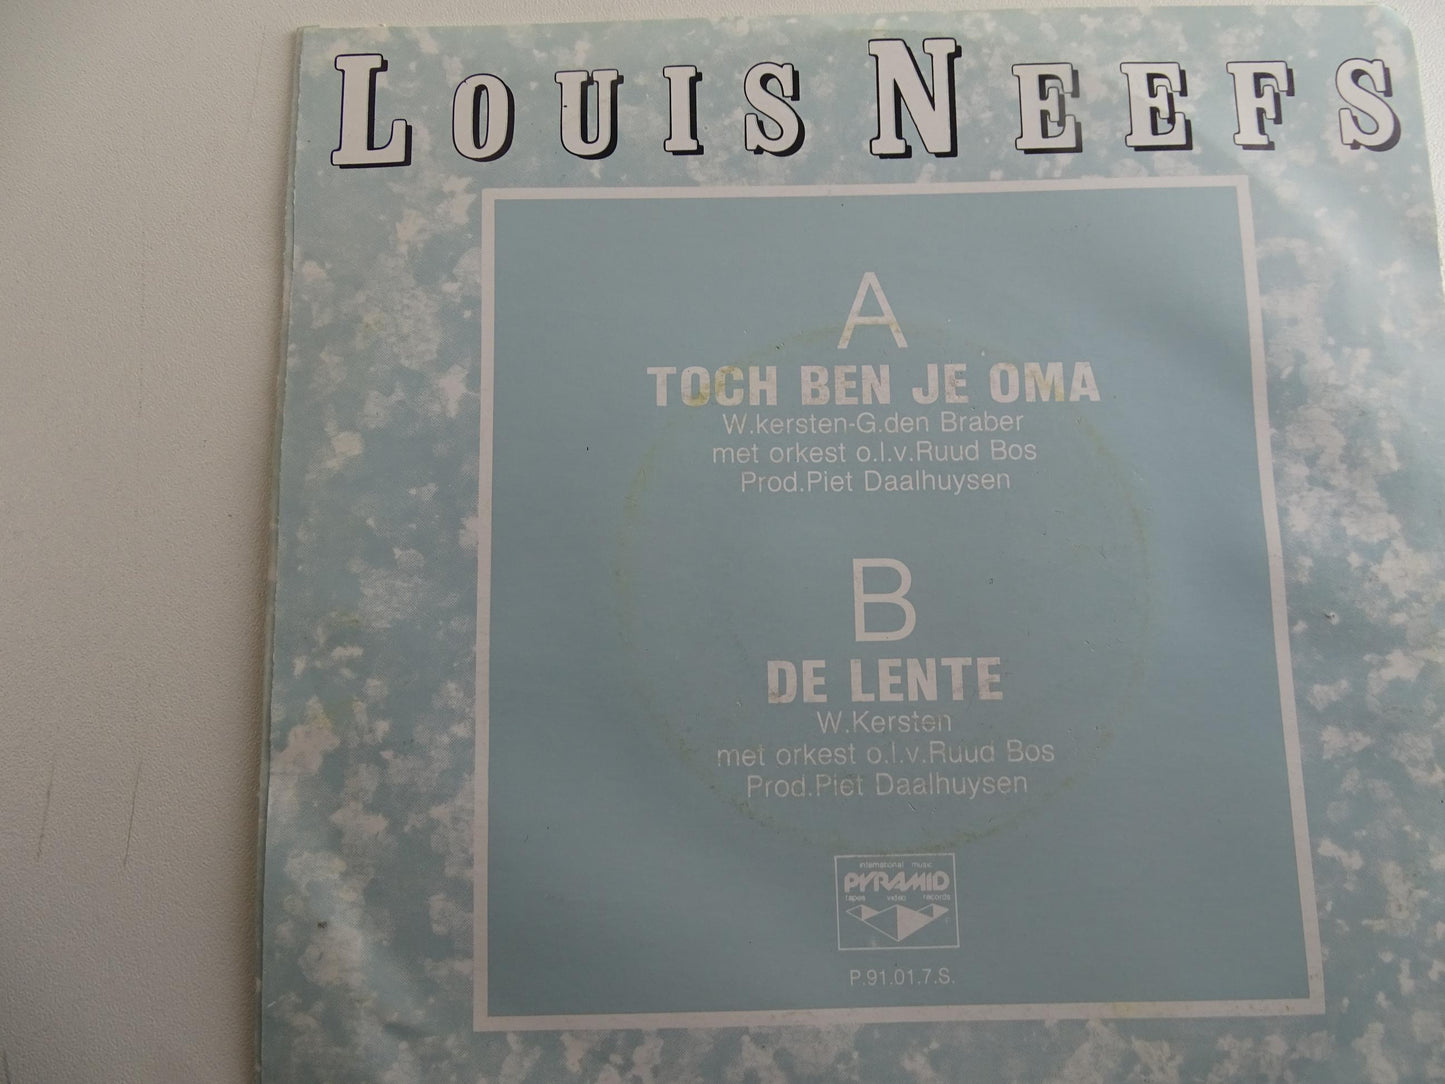 LOUIS NEEFS
A
TOCH BEN JE OMA
W.kersten-G.den Braber
met orkest o.l.v.Ruud Bos
Prod.Piet Daalhuysen
B
DE LENTE
W.Kersten
met orkest o.l.v.Ruud Bos
Prod.Piet Daalhuysen
international music
PYRAMID
tapes video records
P.91.01.7.S.